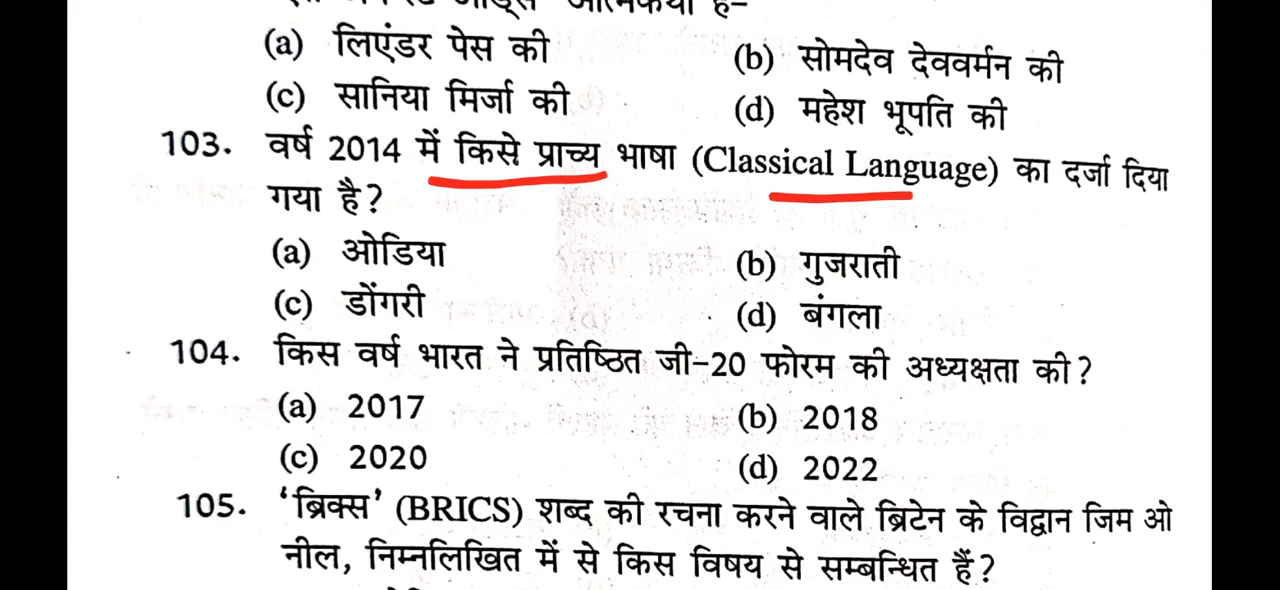 (a) लिएंडर पेस की (b) सोमदेव देववर्मन की
(c) सानिया मिर्जा की (d) महेश भूपति की
103. वर्ष 2014 में किसे प्राच्य भाषा (Classical Language) का दर्जा दिया
गया है?
(a) ओडिया (b) गुजराती
(c) डोंगरी (d) बंगला
104. किस वर्ष भारत ने प्रतिष्ठित जी-20 फोरम की अध्यक्षता की?
(a) 2017 (b) 2018
(c) 2020 (d) 2022
105. 'ब्रिक्स' (BRICS) शब्द की रचना करने वाले ब्रिटेन के विद्वान जिम ओ
नील, निम्नलिखित में से किस विषय से सम्बन्धित हैं?